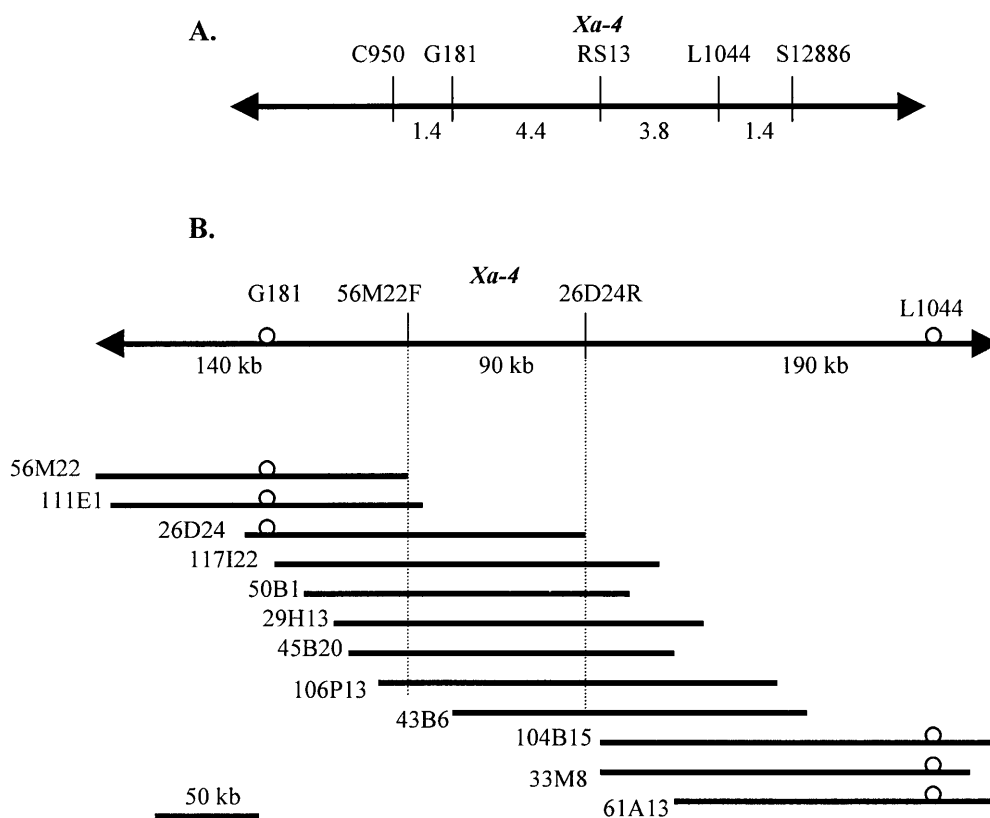 A.
Xa-4
C950 G181 RS13 L1044 S12886
1.4 4.4 3.8 1.4
B.
Xa-4
G181 56M22F 26D24R L1044
140 kb 90 kb 190 kb
56M22
111E1
26D24
117I22
50B1
29H13
45B20
106P13
43B6
104B15
33M8
61A13
50 kb